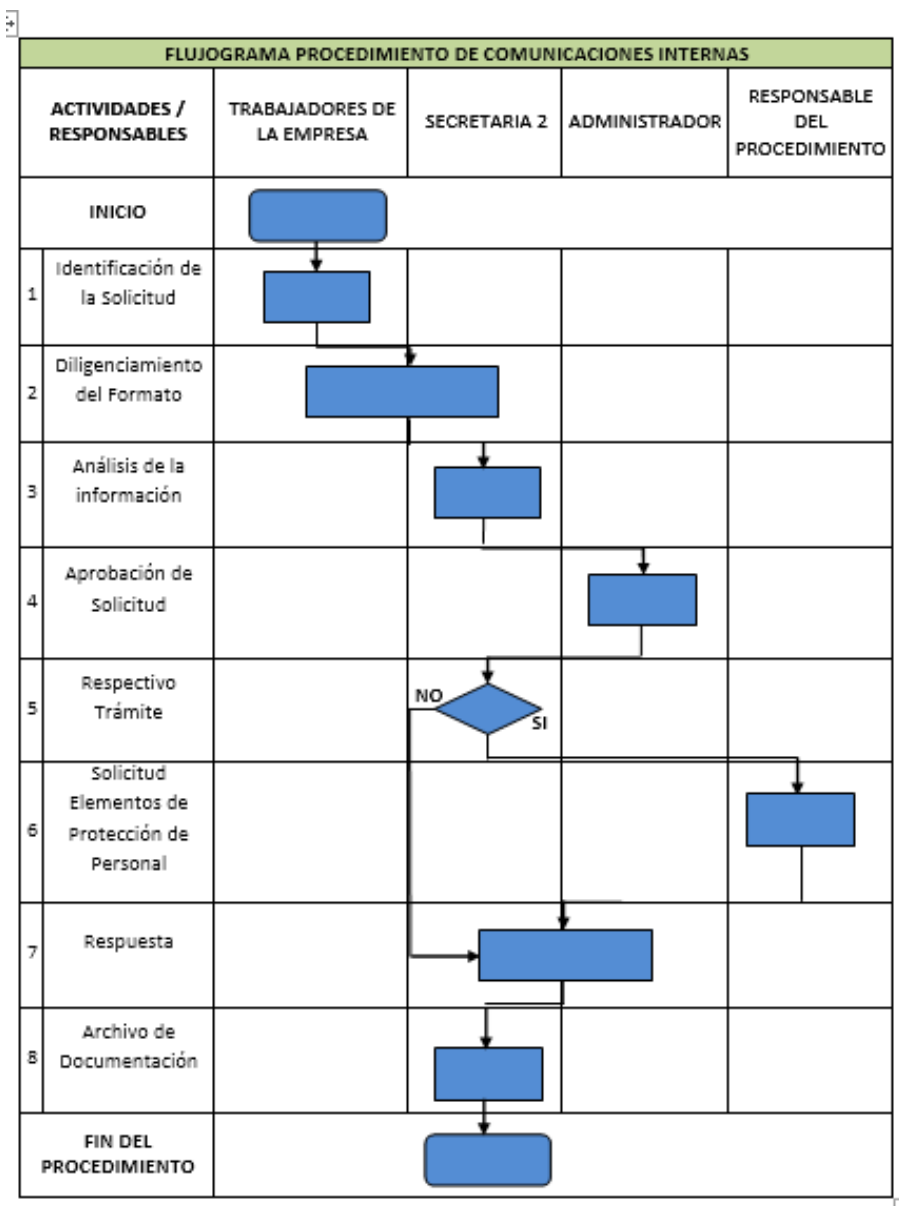 FLUJOGRAMA PROCEDIMIENTO DE COMUNICACIONES INTERNAS
ACTIVIDADES /
RESPONSABLES
TRABAJADORES DE
LA EMPRESA
SECRETARIA 2
ADMINISTRADOR
RESPONSABLE
DEL
PROCEDIMIENTO
INICIO
1
Identificación de
la Solicitud
2
Diligenciamiento
del Formato
3
Análisis de la
información
4
Aprobación de
Solicitud
5
Respectivo
Trámite
NO
SI
6
Solicitud
Elementos de
Protección de
Personal
7
Respuesta
8
Archivo de
Documentación
FIN DEL
PROCEDIMIENTO